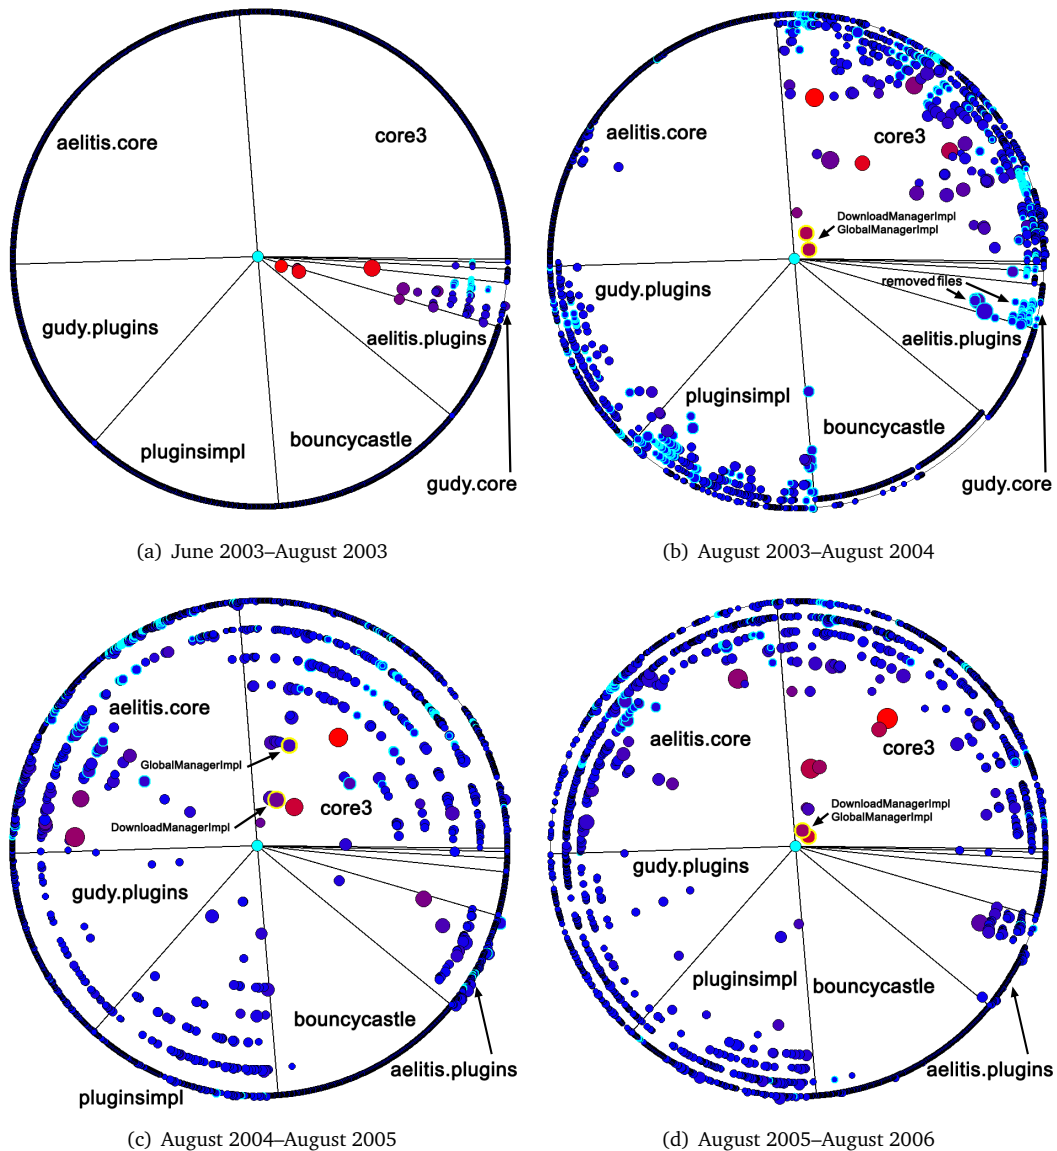 aelitis.core
core3
gudy.plugins
aelitis.plugins
pluginsimpl
bouncycastle
gudy.core
(a) June 2003–August 2003
aelitis.core
core3
DownloadManagerImpl
GlobalManagerImpl
removed files
gudy.plugins
aelitis.plugins
pluginsimpl
bouncycastle
gudy.core
(b) August 2003–August 2004
aelitis.core
GlobalManagerImpl
core3
DownloadManagerImpl
gudy.plugins
bouncycastle
aelitis.plugins
pluginsimpl
(c) August 2004–August 2005
aelitis.core
core3
DownloadManagerImpl
GlobalManagerImpl
gudy.plugins
pluginsimpl
bouncycastle
aelitis.plugins
(d) August 2005–August 2006